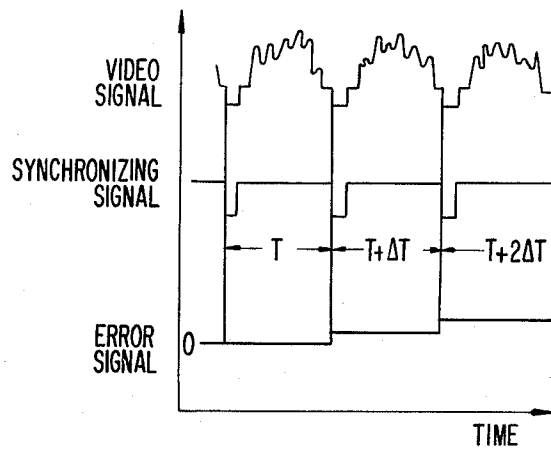 VIDEO
SIGNAL
SYNCHRONIZING
SIGNAL
T
T+ΔT
T+2ΔT
ERROR
SIGNAL
0
TIME